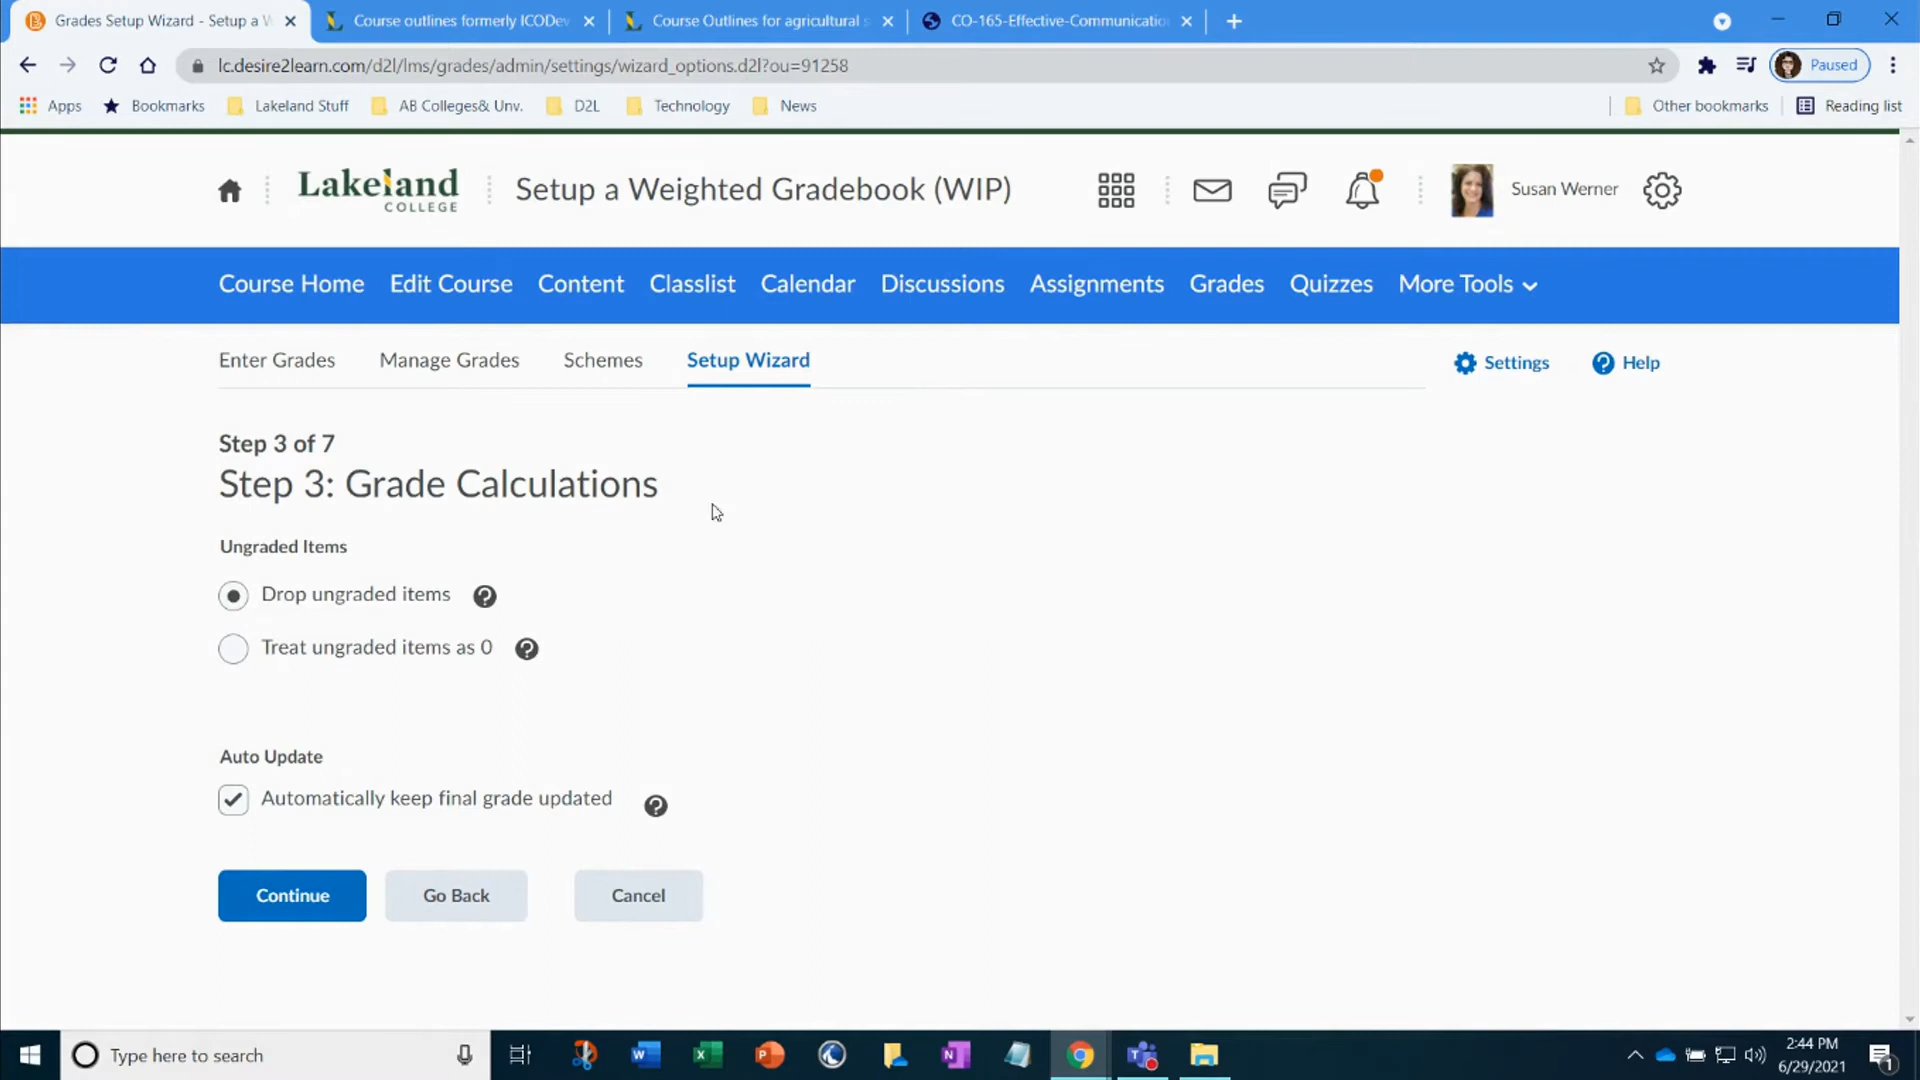 Grades Setup Wizard - Setup a W
Course outlines formerly ICODev
Course Outlines for agricultural s
CO-165-Effective-Communicatio
lc.desire2learn.com/d2l/lms/grades/admin/settings/wizard_options.d2l?ou=91258
Paused
Apps
Bookmarks
Lakeland Stuff
AB Colleges& Unv.
D2L
Technology
News
Other bookmarks
Reading list
Lakeland
COLLEGE
Setup a Weighted Gradebook (WIP)
Susan Werner
Course Home Edit Course Content Classlist Calendar Discussions Assignments Grades Quizzes More Tools
Enter Grades Manage Grades Schemes Setup Wizard
Settings
Help
Step 3 of 7
Step 3: Grade Calculations
Ungraded Items
Drop ungraded items
Treat ungraded items as 0
Auto Update
Automatically keep final grade updated
Continue
Go Back
Cancel
Type here to search
2:44 PM
6/29/2021
1